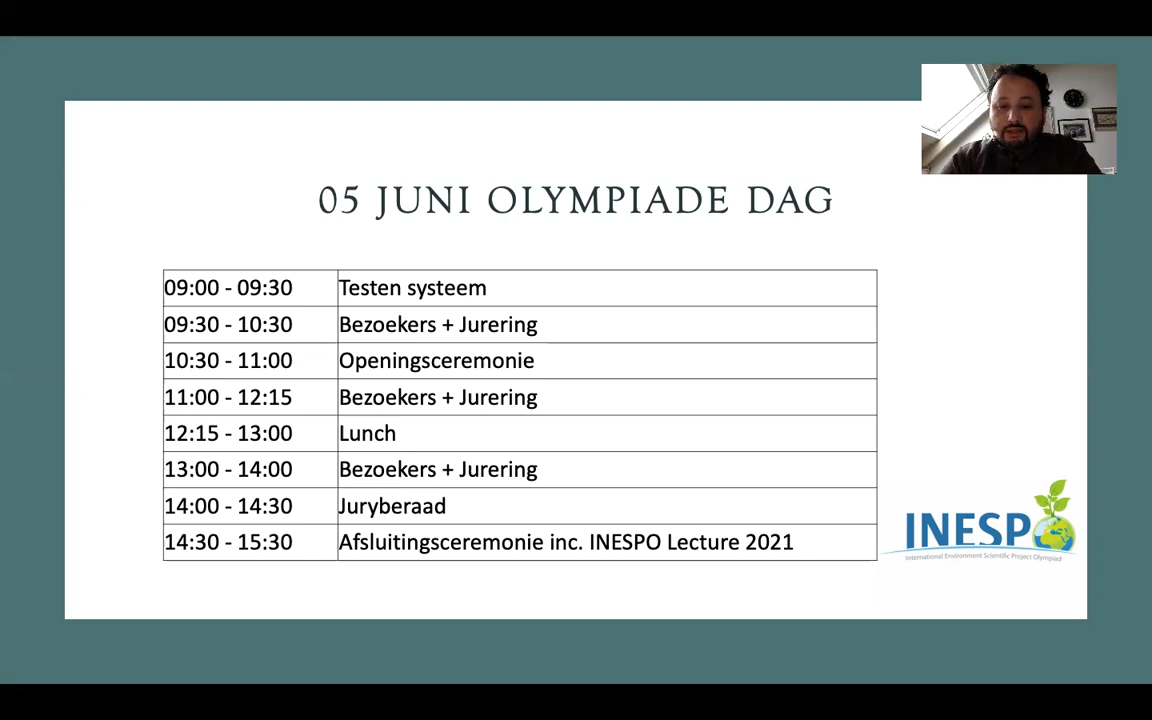 05 JUNI OLYMPIADE DAG
09:00 - 09:30 Testen systeem
09:30 - 10:30 Bezoekers + Jurering
10:30 - 11:00 Openingsceremonie
11:00 - 12:15 Bezoekers + Jurering
12:15 - 13:00 Lunch
13:00 - 14:00 Bezoekers + Jurering
14:00 - 14:30 Juryberaad
14:30 - 15:30 Afsluitingsceremonie inc. INESPO Lecture 2021
INESPO
International Environment Scientific Project Olympiad